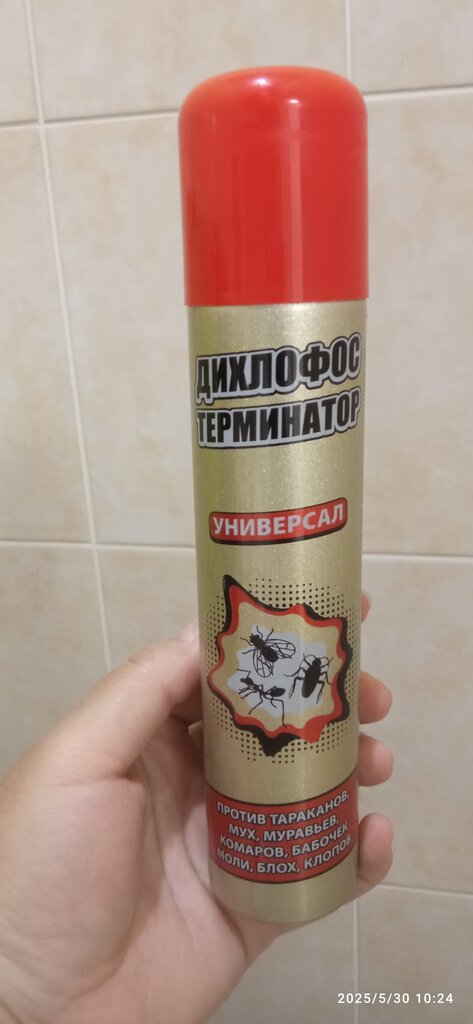 ДИХЛОФОС
ТЕРМИНАТОР
УНИВЕРСАЛ
ПРОТИВ ТАРАКАНОВ,
МУХ, МУРАВЬЕВ,
КОМАРОВ, БАБОЧЕК
МОЛИ, БЛОХ, КЛОПОВ
2025/5/30 10:24